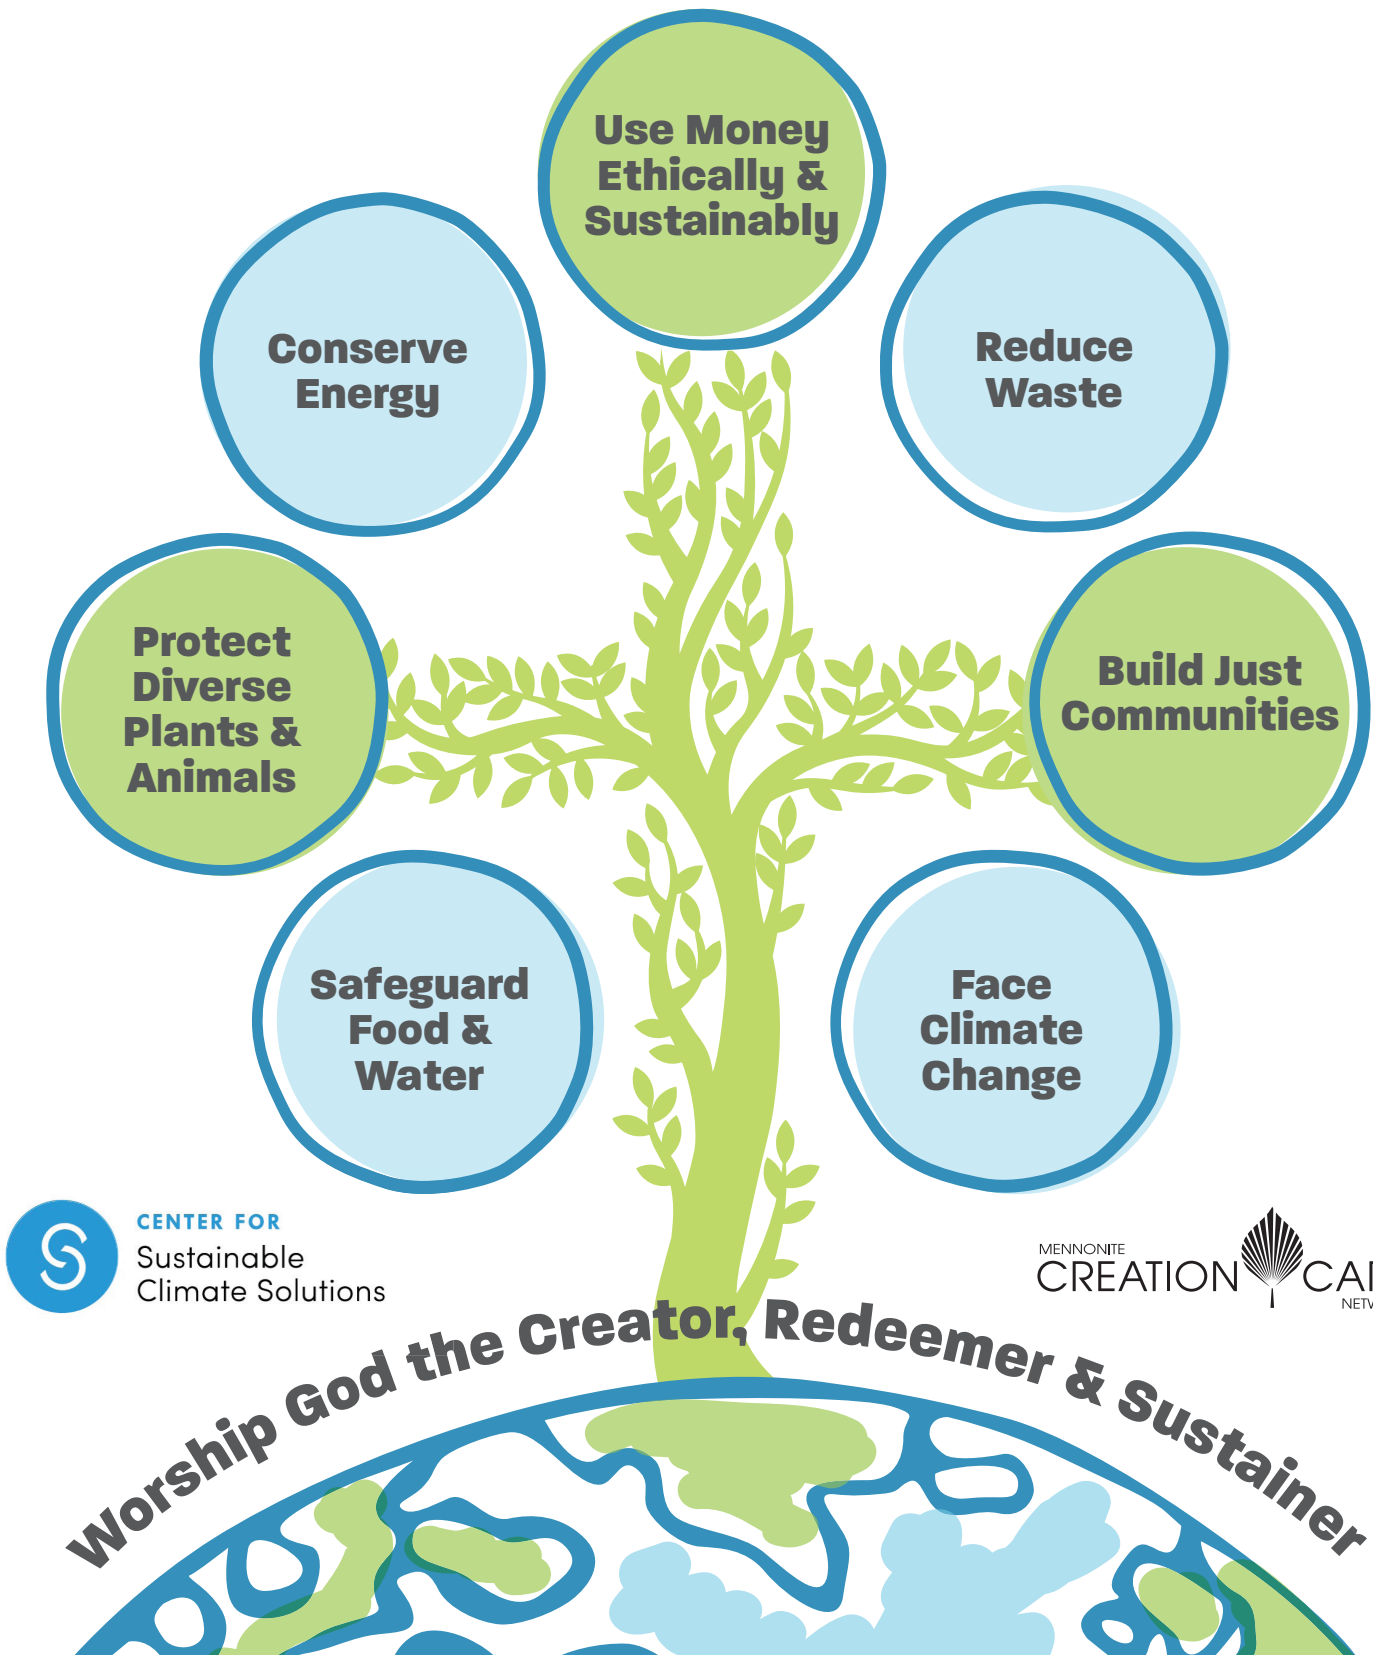 Use Money
Ethically &
Sustainably
Conserve
Energy
Reduce
Waste
Protect
Diverse
Plants &
Animals
Build Just
Communities
Safeguard
Food &
Water
Face
Climate
Change
CENTER FOR
Sustainable
Climate Solutions
MENNONITE
CREATION
Worship God the Creator, Redeemer & Sustainer